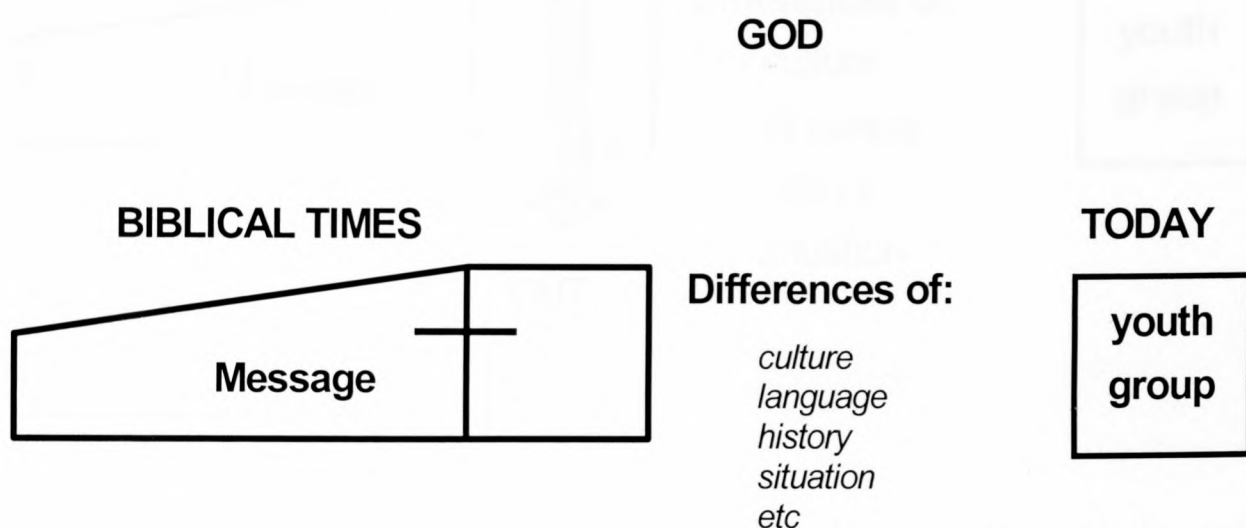 GOD
BIBLICAL TIMES
TODAY
Message
Differences of:
culture
language
history
situation
etc
youth
group